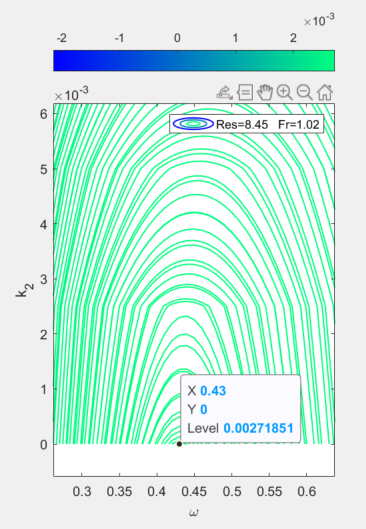 ×10⁻³
-2 -1 0 1 2
×10⁻³
Res=8.45 Fr=1.02
6
5
4
3
2
1
0
k₂
X 0.43
Y 0
Level 0.00271851
0.3 0.35 0.4 0.45 0.5 0.55 0.6
ω